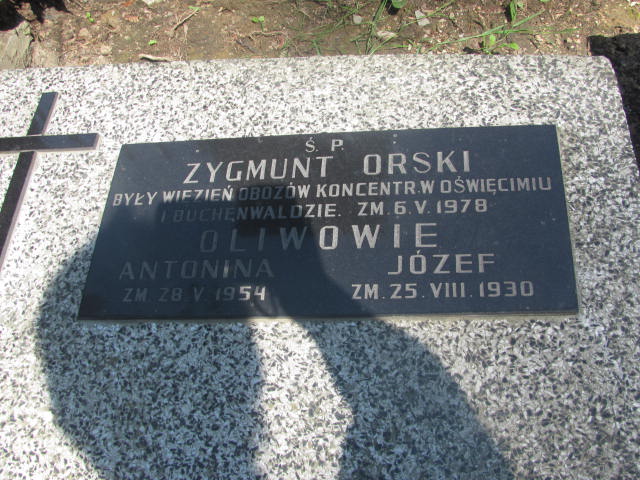 Ś. P.
ZYGMUNT ORSKI
BYŁY WIĘZIEŃ OBOZÓW KONCENTR. W OŚWIĘCIMIU
I BUCHENWALDZIE. ZM. 6. V. 1978
OLIWOWIE
ANTONINA JÓZEF
ZM. 28. V. 1954 ZM. 25. VIII. 1930